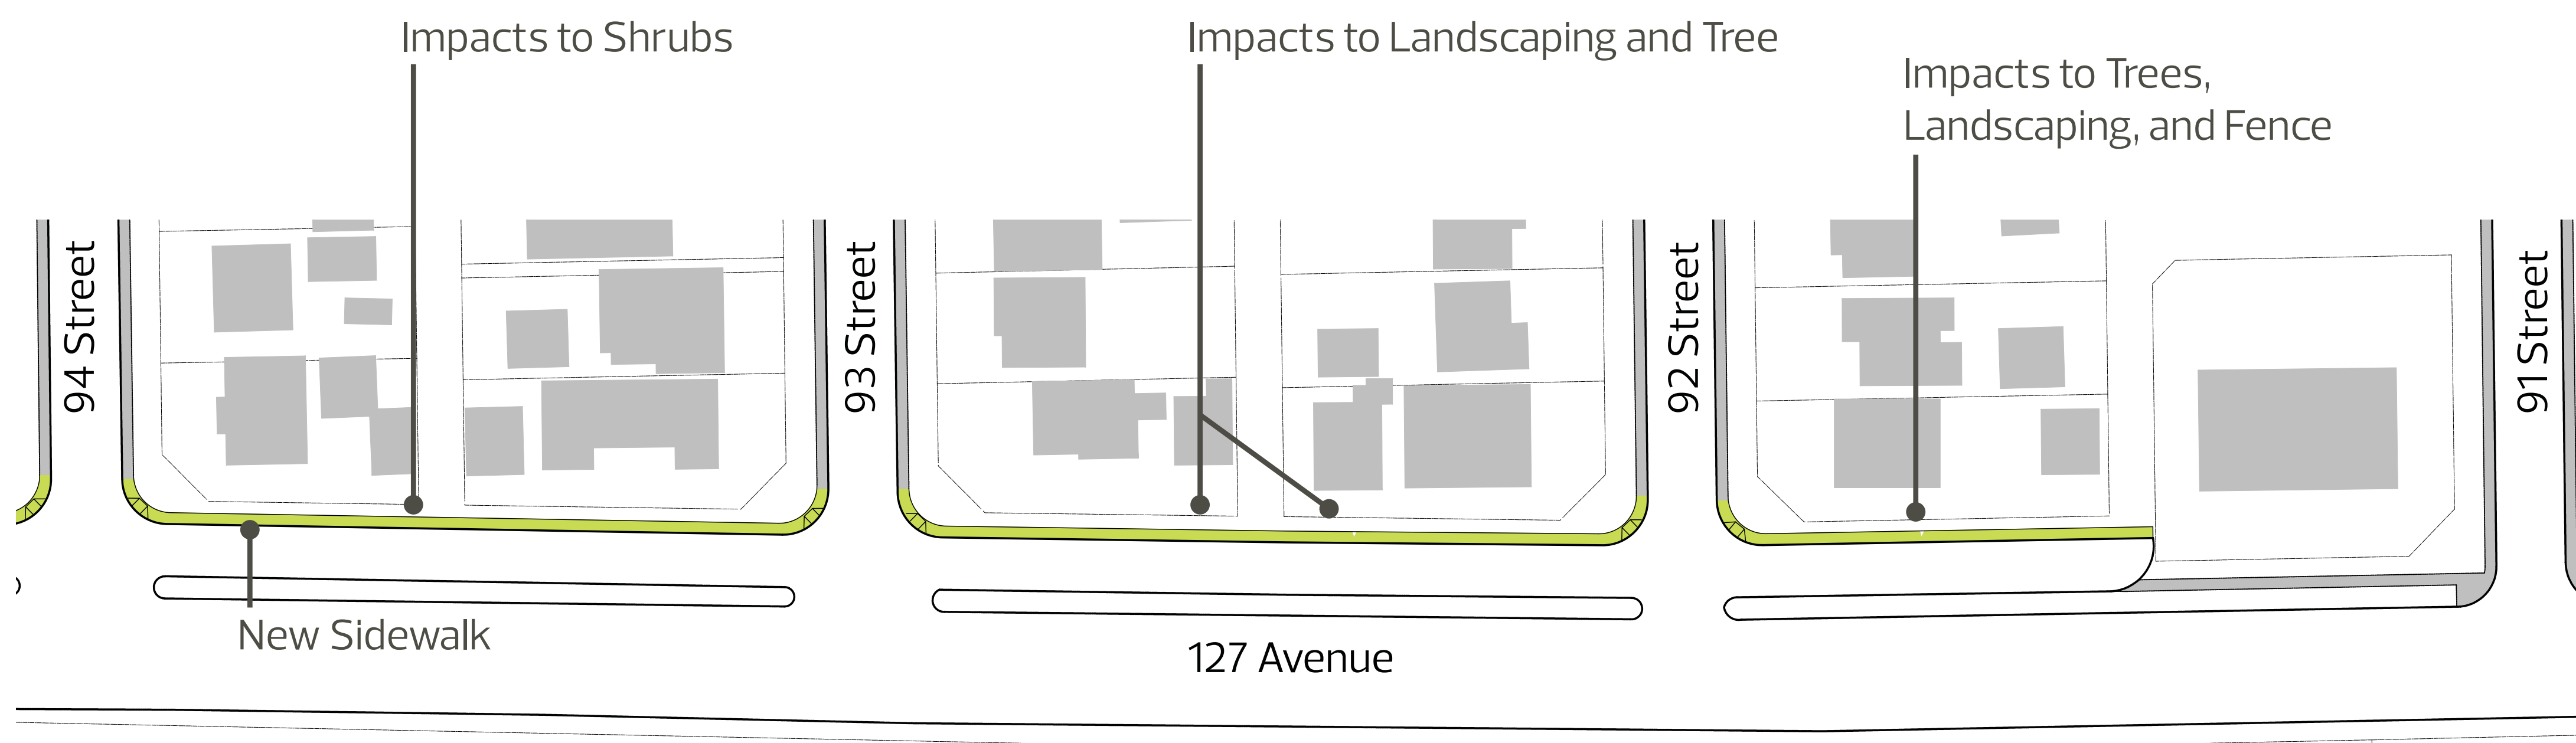 Impacts to Shrubs
Impacts to Landscaping and Tree
Impacts to Trees,
Landscaping, and Fence
94 Street
93 Street
92 Street
91 Street
New Sidewalk
127 Avenue